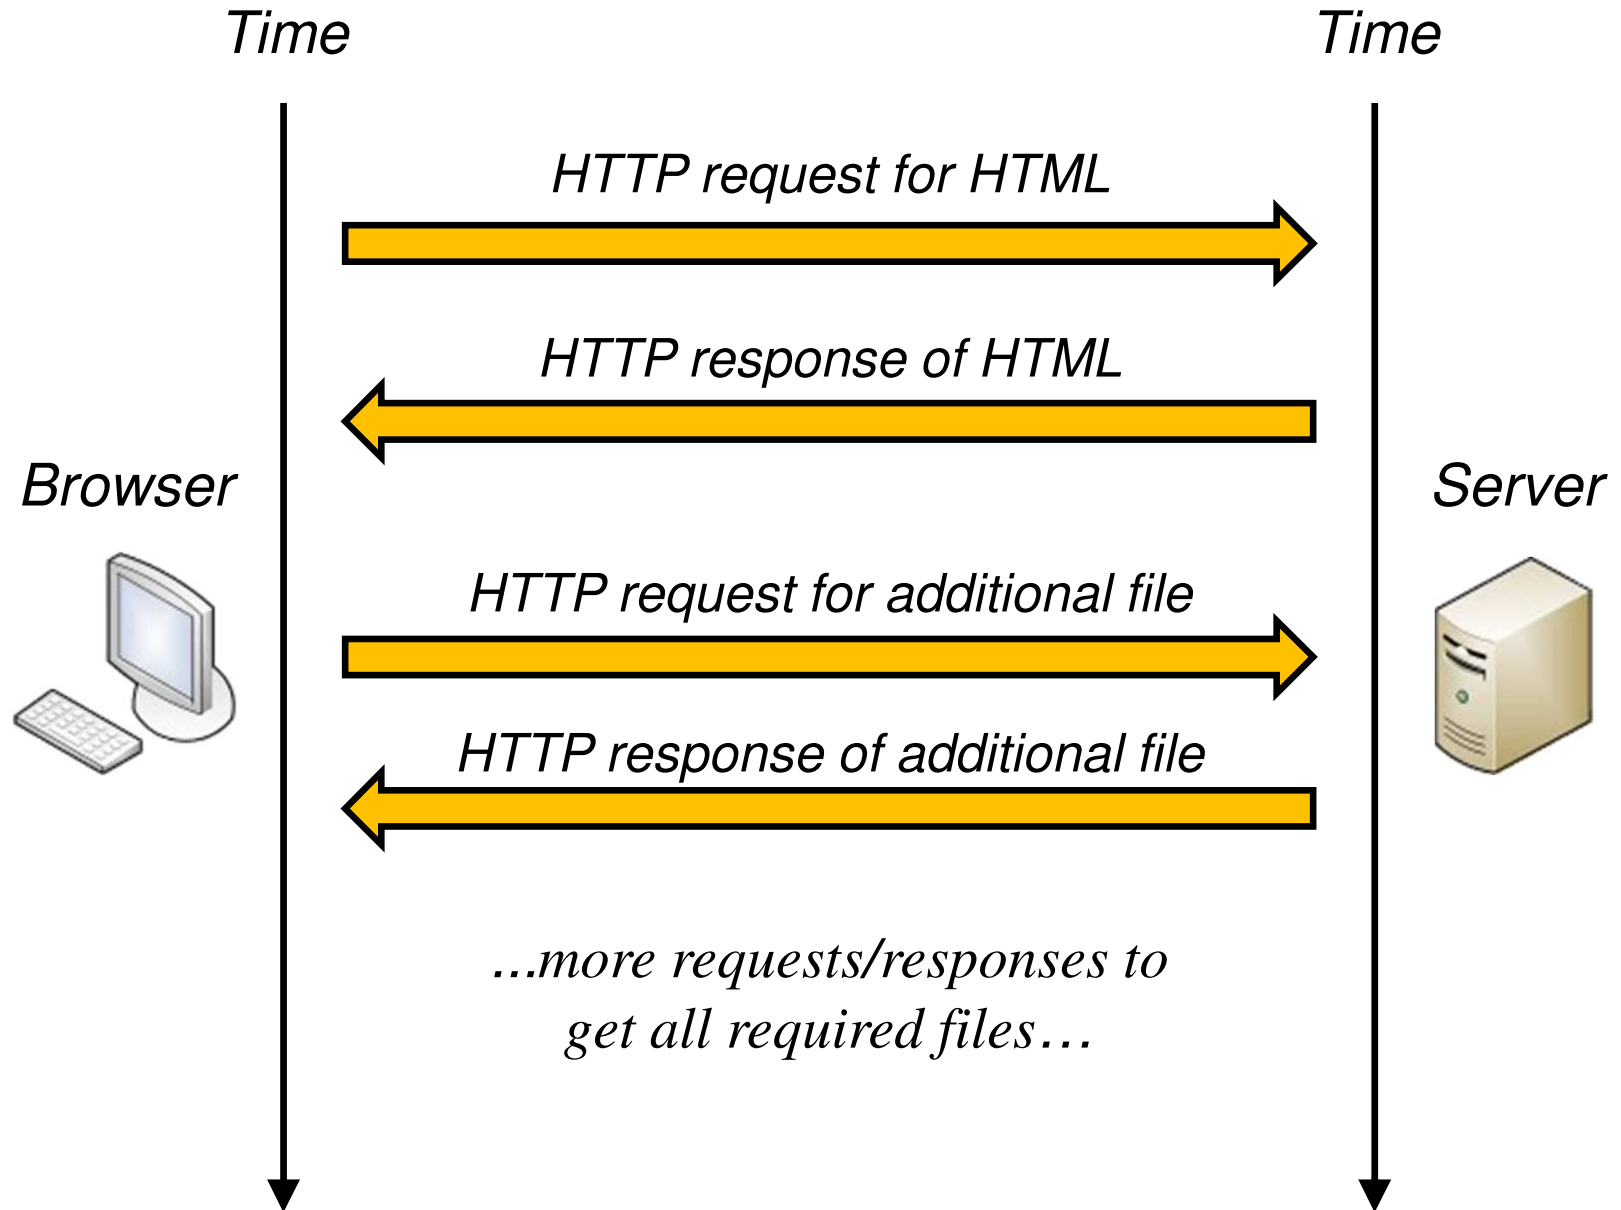 Time
Time
HTTP request for HTML
HTTP response of HTML
Browser
Server
HTTP request for additional file
HTTP response of additional file
...more requests/responses to
get all required files...